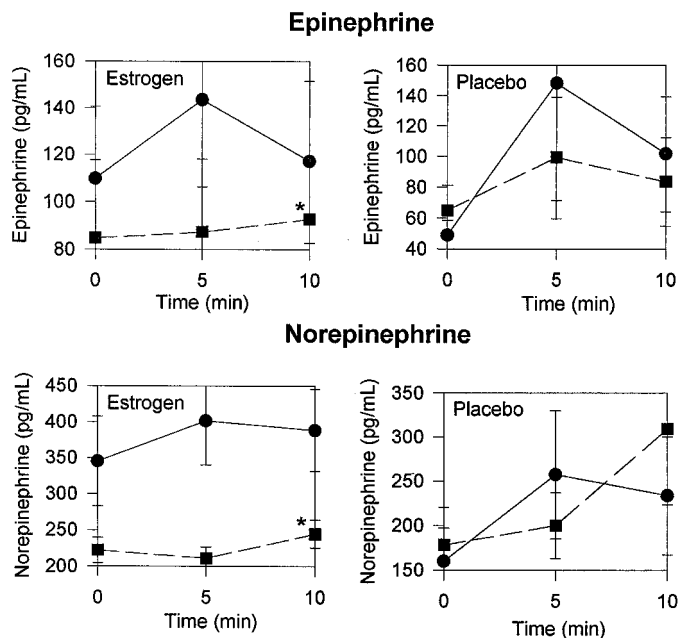 Epinephrine
Epinephrine (pg/mL)
160
140
120
100
80
Estrogen
*
0
5
10
Time (min)
Epinephrine (pg/mL)
160
140
120
100
80
60
40
Placebo
0
5
10
Time (min)
Norepinephrine
Norepinephrine (pg/mL)
450
400
350
300
250
200
Estrogen
*
0
5
10
Time (min)
Norepinephrine (pg/mL)
350
300
250
200
150
Placebo
0
5
10
Time (min)